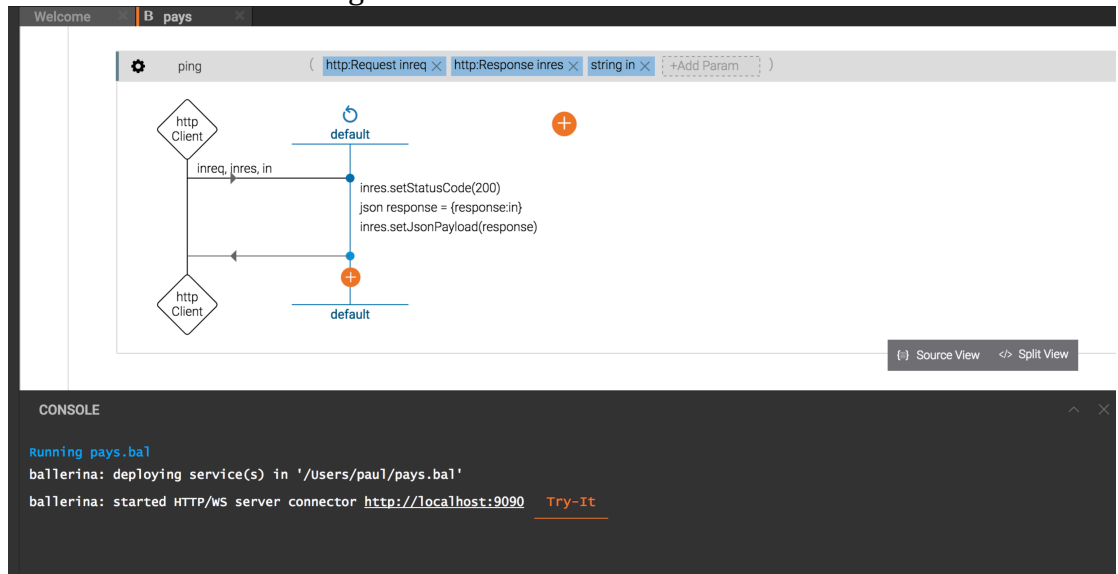 Welcome
B pays
ping ( http:Request inreq http:Response inres string in +Add Param )
http
Client
default
inreq, inres, in
inres.setStatusCode(200)
json response = {response:in}
inres.setJsonPayload(response)
http
Client
default
{=} Source View </> Split View
CONSOLE
Running pays.bal
ballerina: deploying service(s) in '/Users/paul/pays.bal'
ballerina: started HTTP/WS server connector http://localhost:9090 Try-It